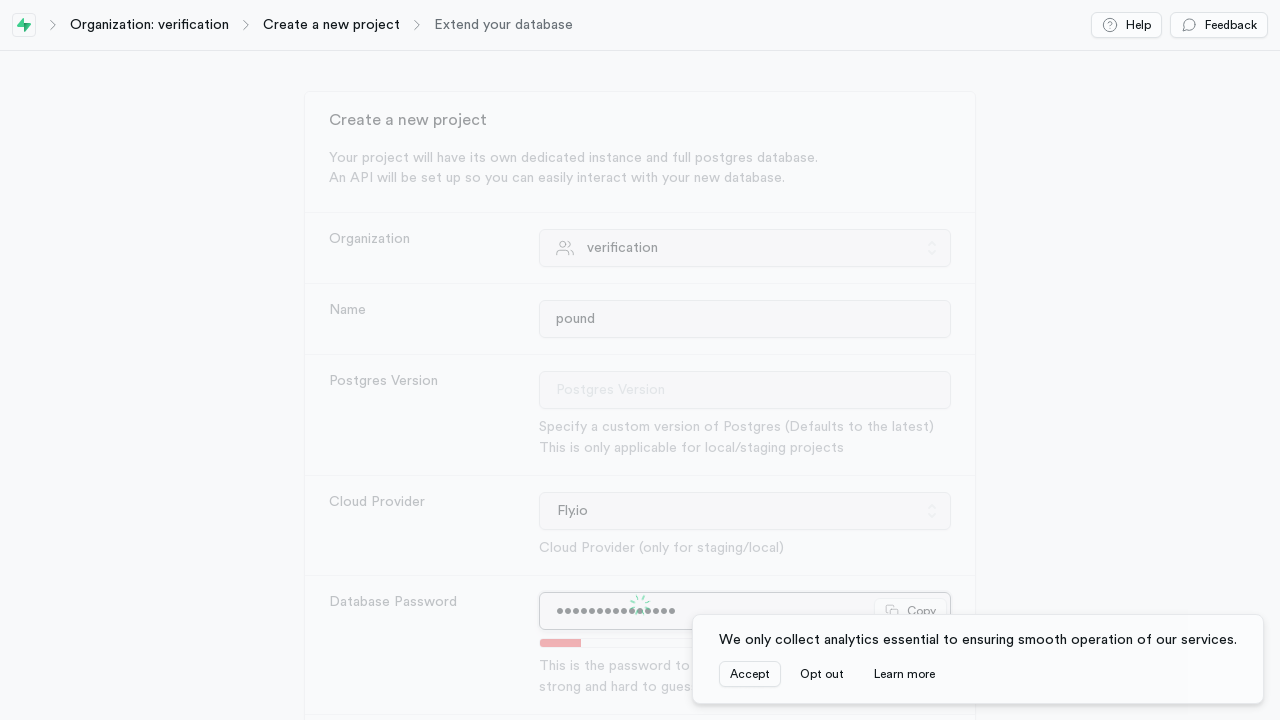 Organization: verification
Create a new project
Extend your database
Help
Feedback
Create a new project
Your project will have its own dedicated instance and full postgres database.
An API will be set up so you can easily interact with your new database.
Organization
verification
Name
pound
Postgres Version
Postgres Version
Specify a custom version of Postgres (Defaults to the latest)
This is only applicable for local/staging projects
Cloud Provider
Fly.io
Cloud Provider (only for staging/local)
Database Password
Copy
This is the password to
strong and hard to gues
We only collect analytics essential to ensuring smooth operation of our services.
Accept
Opt out
Learn more